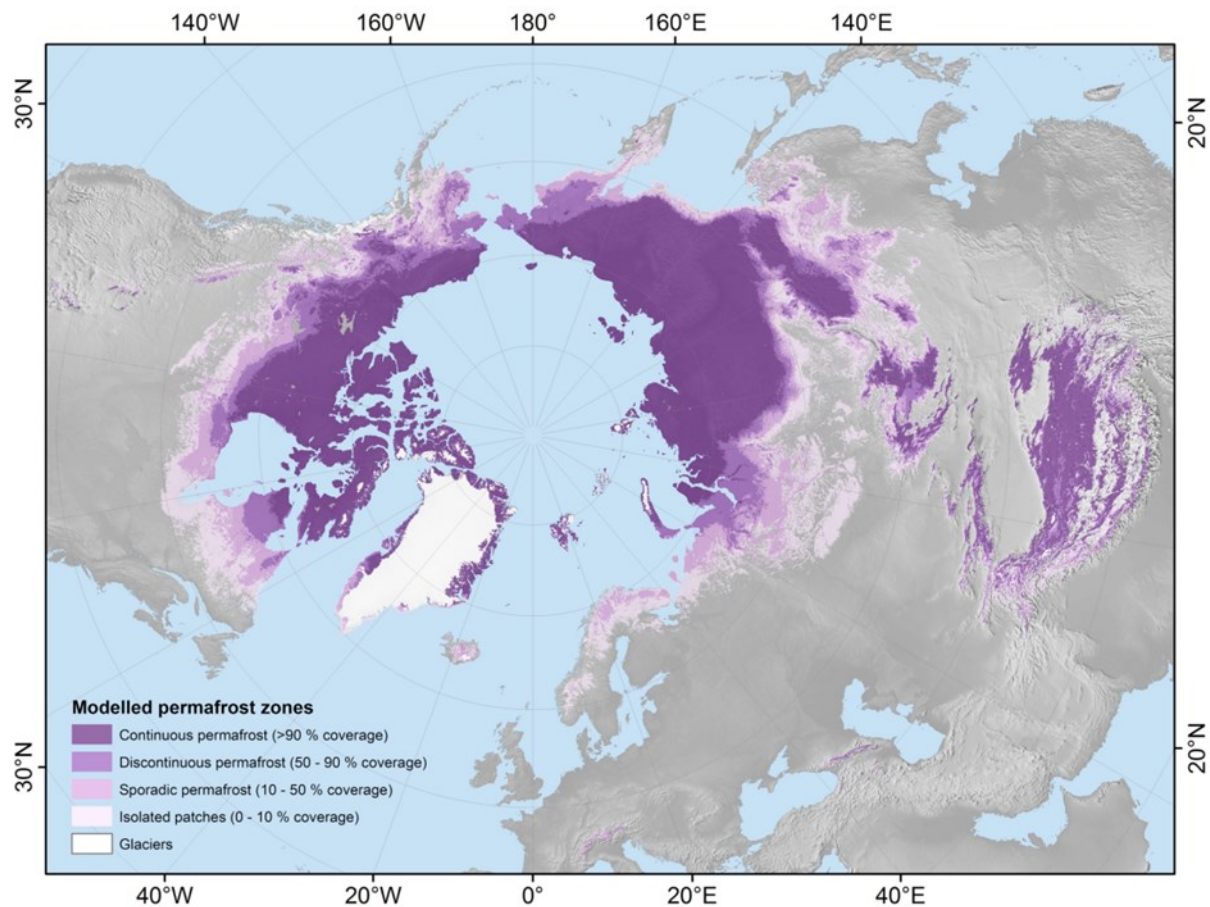 140°W 160°W 180° 160°E 140°E
30°N
20°N
Modelled permafrost zones
Continuous permafrost (>90 % coverage)
Discontinuous permafrost (50 - 90 % coverage)
Sporadic permafrost (10 - 50 % coverage)
Isolated patches (0 - 10 % coverage)
Glaciers
30°N
20°N
40°W 20°W 0° 20°E 40°E